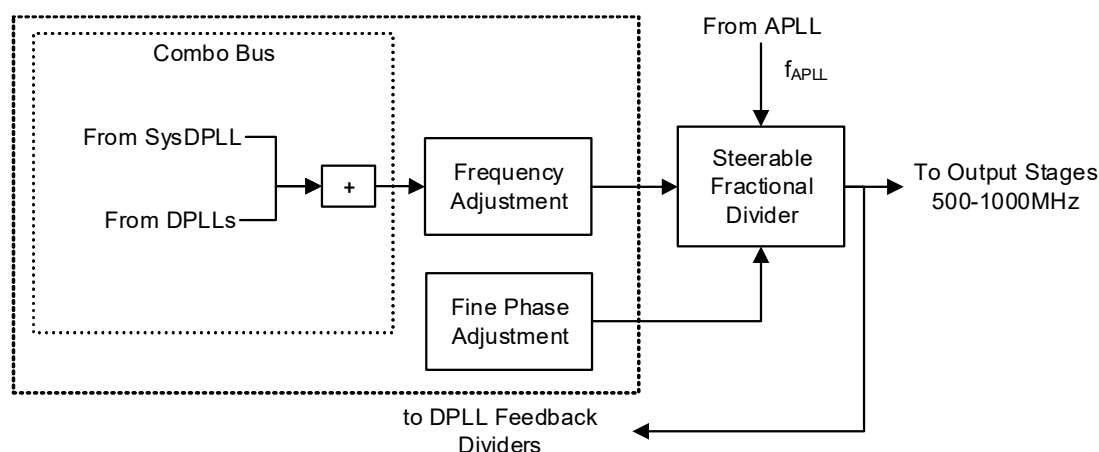 From APLL
Combo Bus
fAPLL
From SysDPLL
+
From DPLLs
Frequency
Adjustment
Steerable
Fractional
Divider
To Output Stages
500-1000MHz
Fine Phase
Adjustment
to DPLL Feedback
Dividers